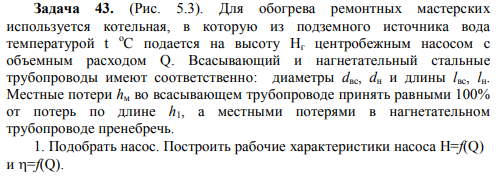 Задача 43. (Рис. 5.3). Для обогрева ремонтных мастерских
используется котельная, в которую из подземного источника вода
температурой t °C подается на высоту Hг центробежным насосом с
объемным расходом Q. Всасывающий и нагнетательный стальные
трубопроводы имеют соответственно: диаметры dвс, dн и длины lвс, lн.
Местные потери hм во всасывающем трубопроводе принять равными 100%
от потерь по длине h1, а местными потерями в нагнетательном
трубопроводе пренебречь.
1. Подобрать насос. Построить рабочие характеристики насоса H=f(Q)
и η=f(Q).